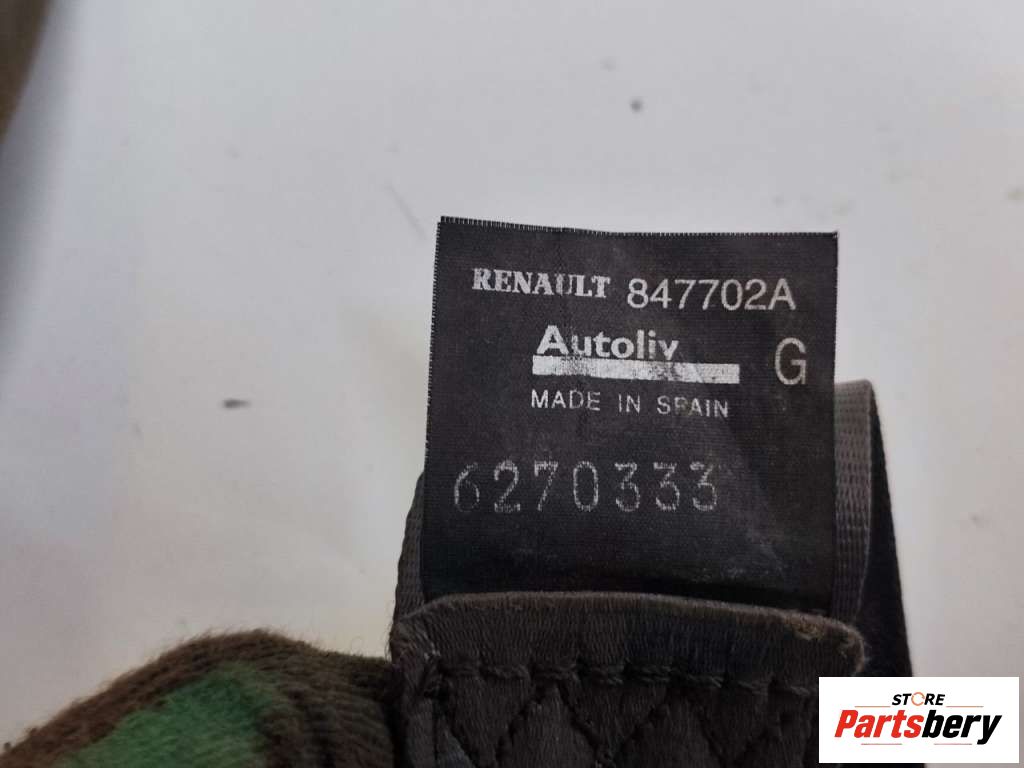 RENAULT 847702A
Autoliv
G
MADE IN SPAIN
6270333
STORE
Partsbery